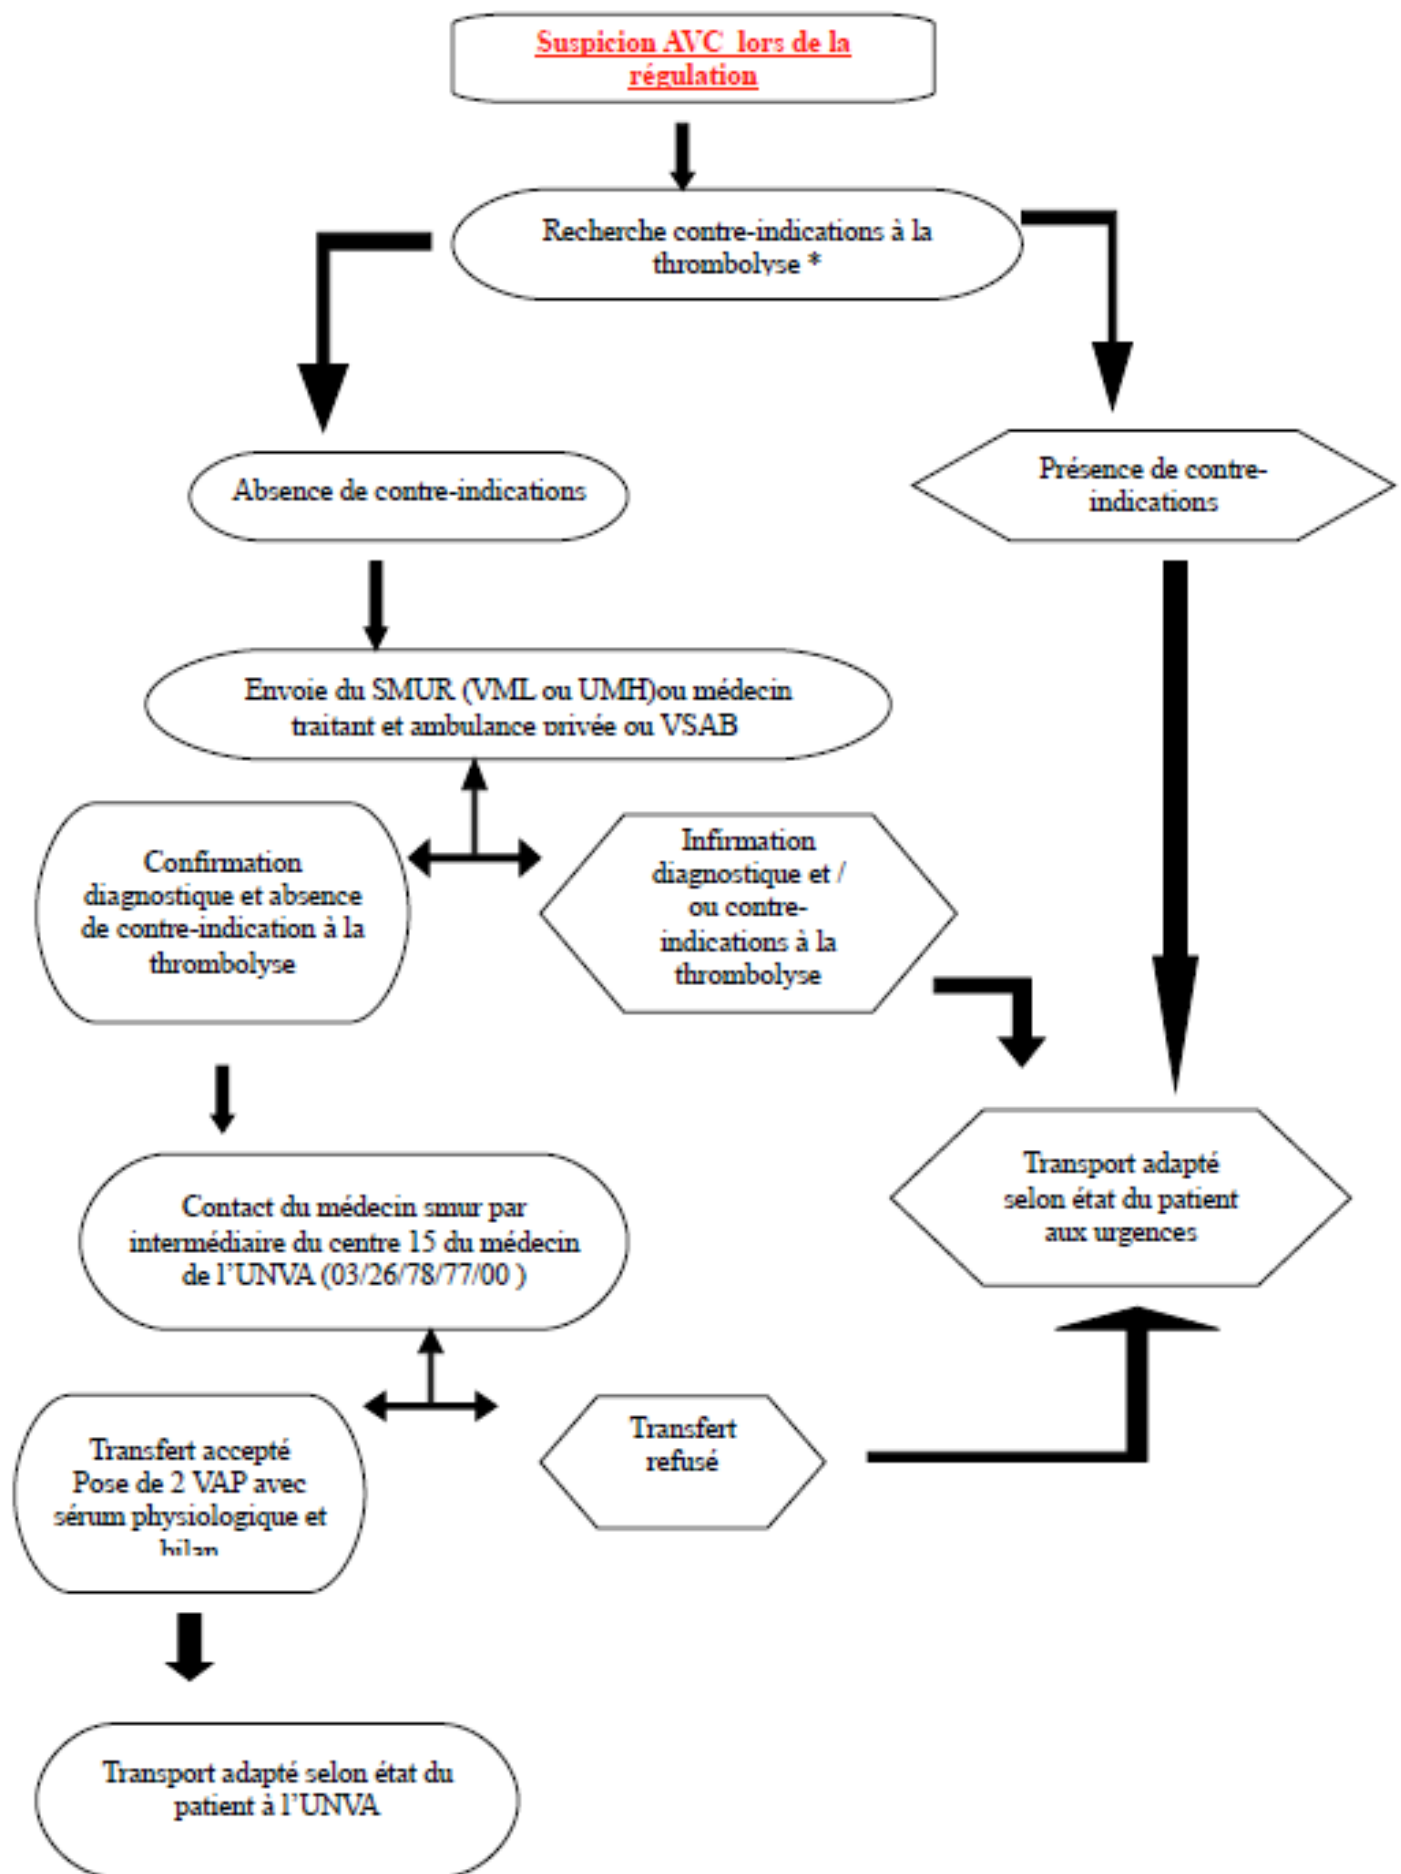 Suspicion AVC lors de la
régulation
Recherche contre-indications à la
thrombolyse *
Absence de contre-indications
Présence de contre-
indications
Envoie du SMUR (VML ou UMH)ou médecin
traitant et ambulance privée ou VSAB
Confirmation
diagnostique et absence
de contre-indication à la
thrombolyse
Infirmation
diagnostique et /
ou contre-
indications à la
thrombolyse
Contact du médecin smur par
intermédiaire du centre 15 du médecin
de l’UNVA (03/26/78/77/00 )
Transport adapté
selon état du patient
aux urgences
Transfert accepté
Pose de 2 VAP avec
sérum physiologique et
bilan
Transfert
refusé
Transport adapté selon état du
patient à l’UNVA